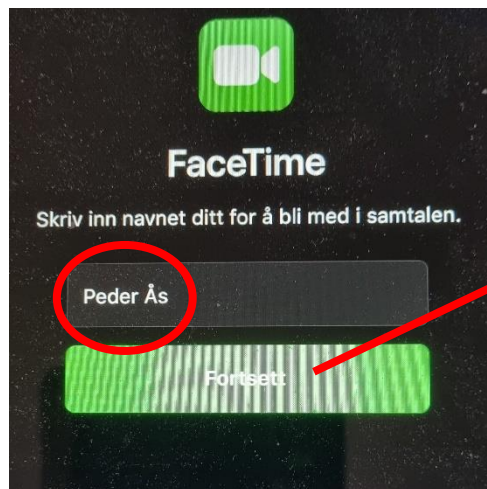 FaceTime
Skriv inn navnet ditt for å bli med i samtalen.
Peder Ås
Fortsett